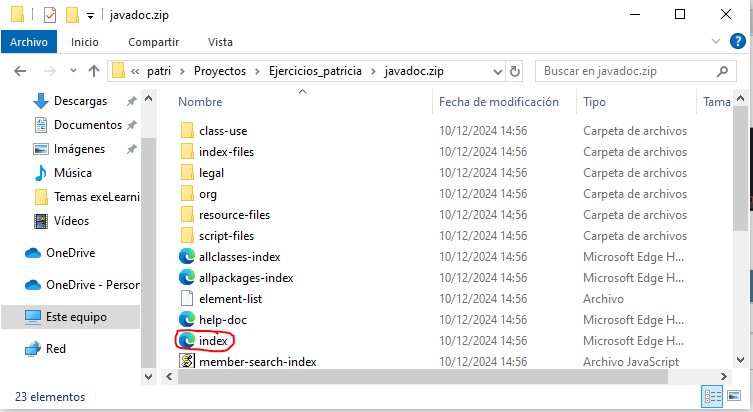 javadoc.zip
Archivo Inicio Compartir Vista
« patri › Proyectos › Ejercicios_patricia › javadoc.zip Buscar en javadoc.zip
Nombre Fecha de modificación Tipo Tama
Descargas
Documentos
Imágenes
Música
Temas exeLearni
Vídeos
OneDrive
OneDrive - Person
Este equipo
Red
class-use 10/12/2024 14:56 Carpeta de archivos
index-files 10/12/2024 14:56 Carpeta de archivos
legal 10/12/2024 14:56 Carpeta de archivos
org 10/12/2024 14:56 Carpeta de archivos
resource-files 10/12/2024 14:56 Carpeta de archivos
script-files 10/12/2024 14:56 Carpeta de archivos
allclasses-index 10/12/2024 14:56 Microsoft Edge H...
allpackages-index 10/12/2024 14:56 Microsoft Edge H...
element-list 10/12/2024 14:56 Archivo
help-doc 10/12/2024 14:56 Microsoft Edge H...
index 10/12/2024 14:56 Microsoft Edge H...
member-search-index 10/12/2024 14:56 Archivo JavaScript
23 elementos